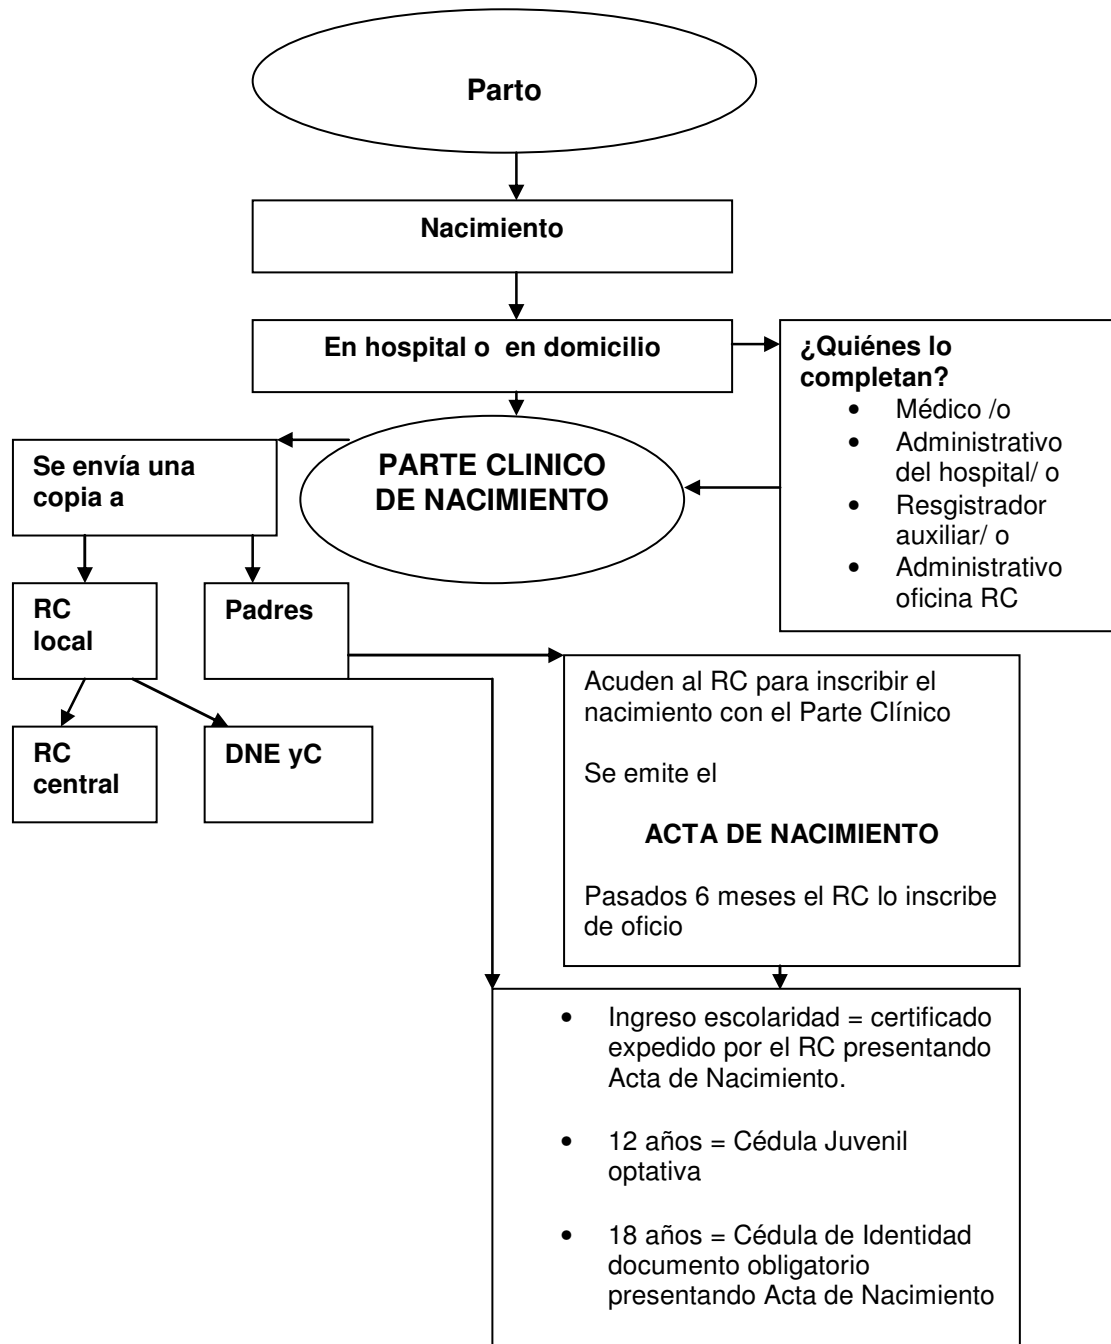 Parto
Nacimiento
En hospital o  en domicilio
¿Quiénes lo
completan?
• Médico /o
• Administrativo
del hospital/ o
• Resgistrador
auxiliar/ o
• Administrativo
oficina RC
PARTE CLINICO
DE NACIMIENTO
Se envía una
copia a
RC
local
Padres
RC
central
DNE yC
Acuden al RC para inscribir el
nacimiento con el Parte Clínico
Se emite el
ACTA DE NACIMIENTO
Pasados 6 meses el RC lo inscribe
de oficio
• Ingreso escolaridad = certificado
expedido por el RC presentando
Acta de Nacimiento.
• 12 años = Cédula Juvenil
optativa
• 18 años = Cédula de Identidad
documento obligatorio
presentando Acta de Nacimiento